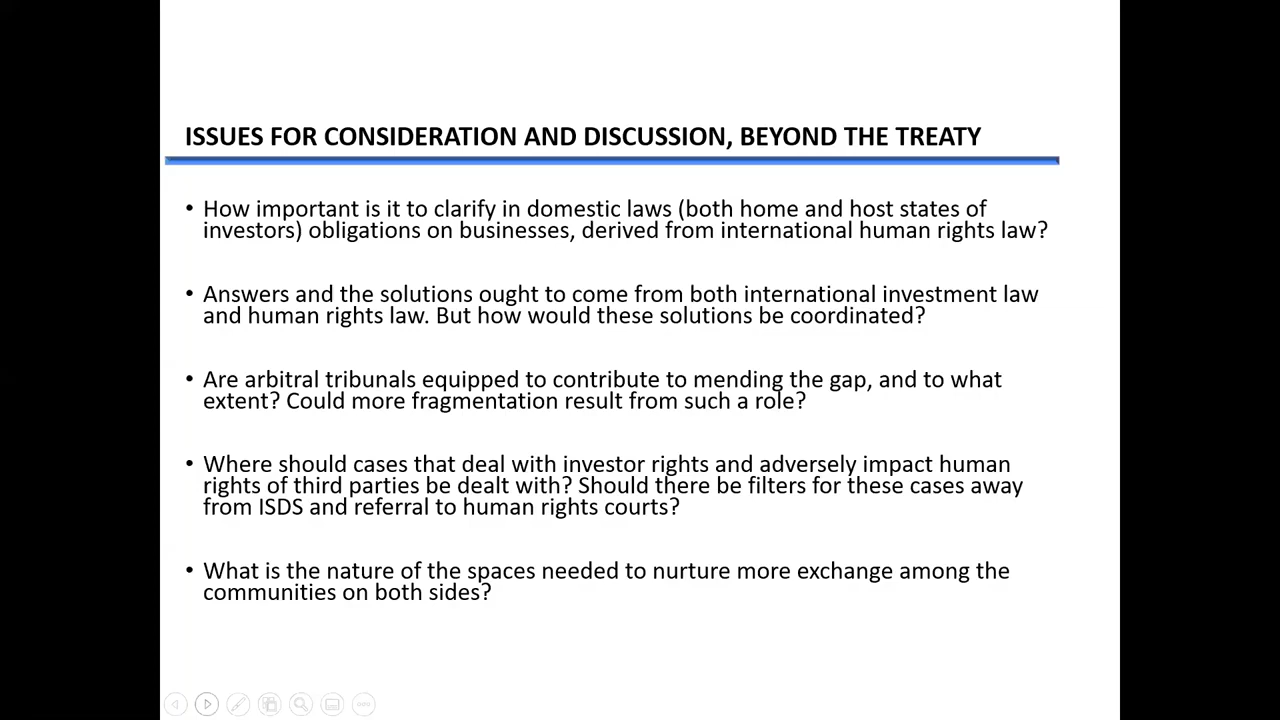 ISSUES FOR CONSIDERATION AND DISCUSSION, BEYOND THE TREATY
• How important is it to clarify in domestic laws (both home and host states of
investors) obligations on businesses, derived from international human rights law?
• Answers and the solutions ought to come from both international investment law
and human rights law. But how would these solutions be coordinated?
• Are arbitral tribunals equipped to contribute to mending the gap, and to what
extent? Could more fragmentation result from such a role?
• Where should cases that deal with investor rights and adversely impact human
rights of third parties be dealt with? Should there be filters for these cases away
from ISDS and referral to human rights courts?
• What is the nature of the spaces needed to nurture more exchange among the
communities on both sides?